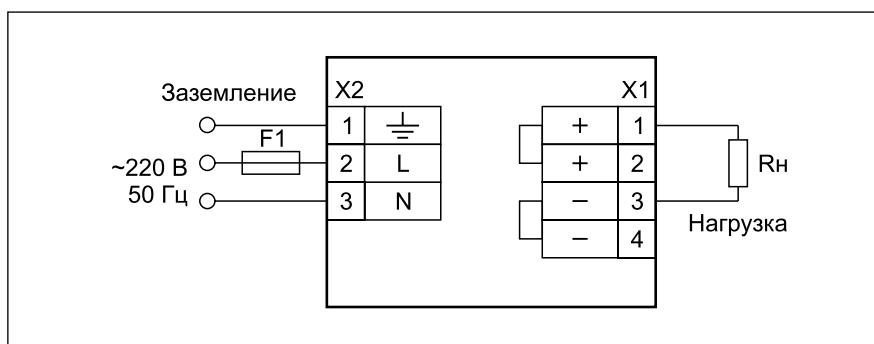 Заземление
~220 В
50 Гц
F1
X2
1
2 L
3 N
X1
+ 1
+ 2
− 3
− 4
Rн
Нагрузка